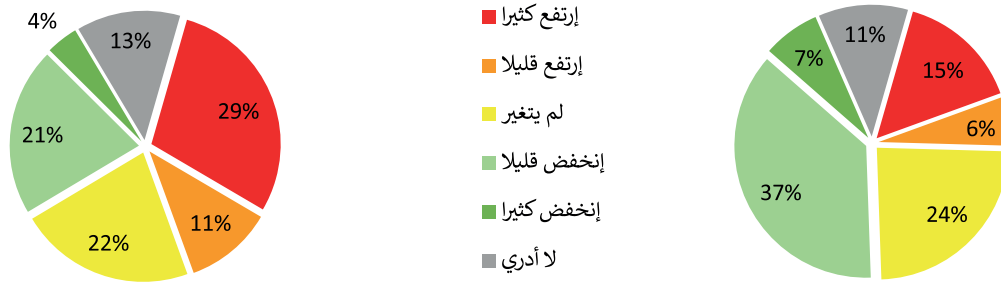 4%
13%
29%
21%
11%
22%
إرتفع كثيرا
إرتفع قليلا
لم يتغير
إنخفض قليلا
إنخفض كثيرا
لا أدري
11%
7%
15%
6%
37%
24%